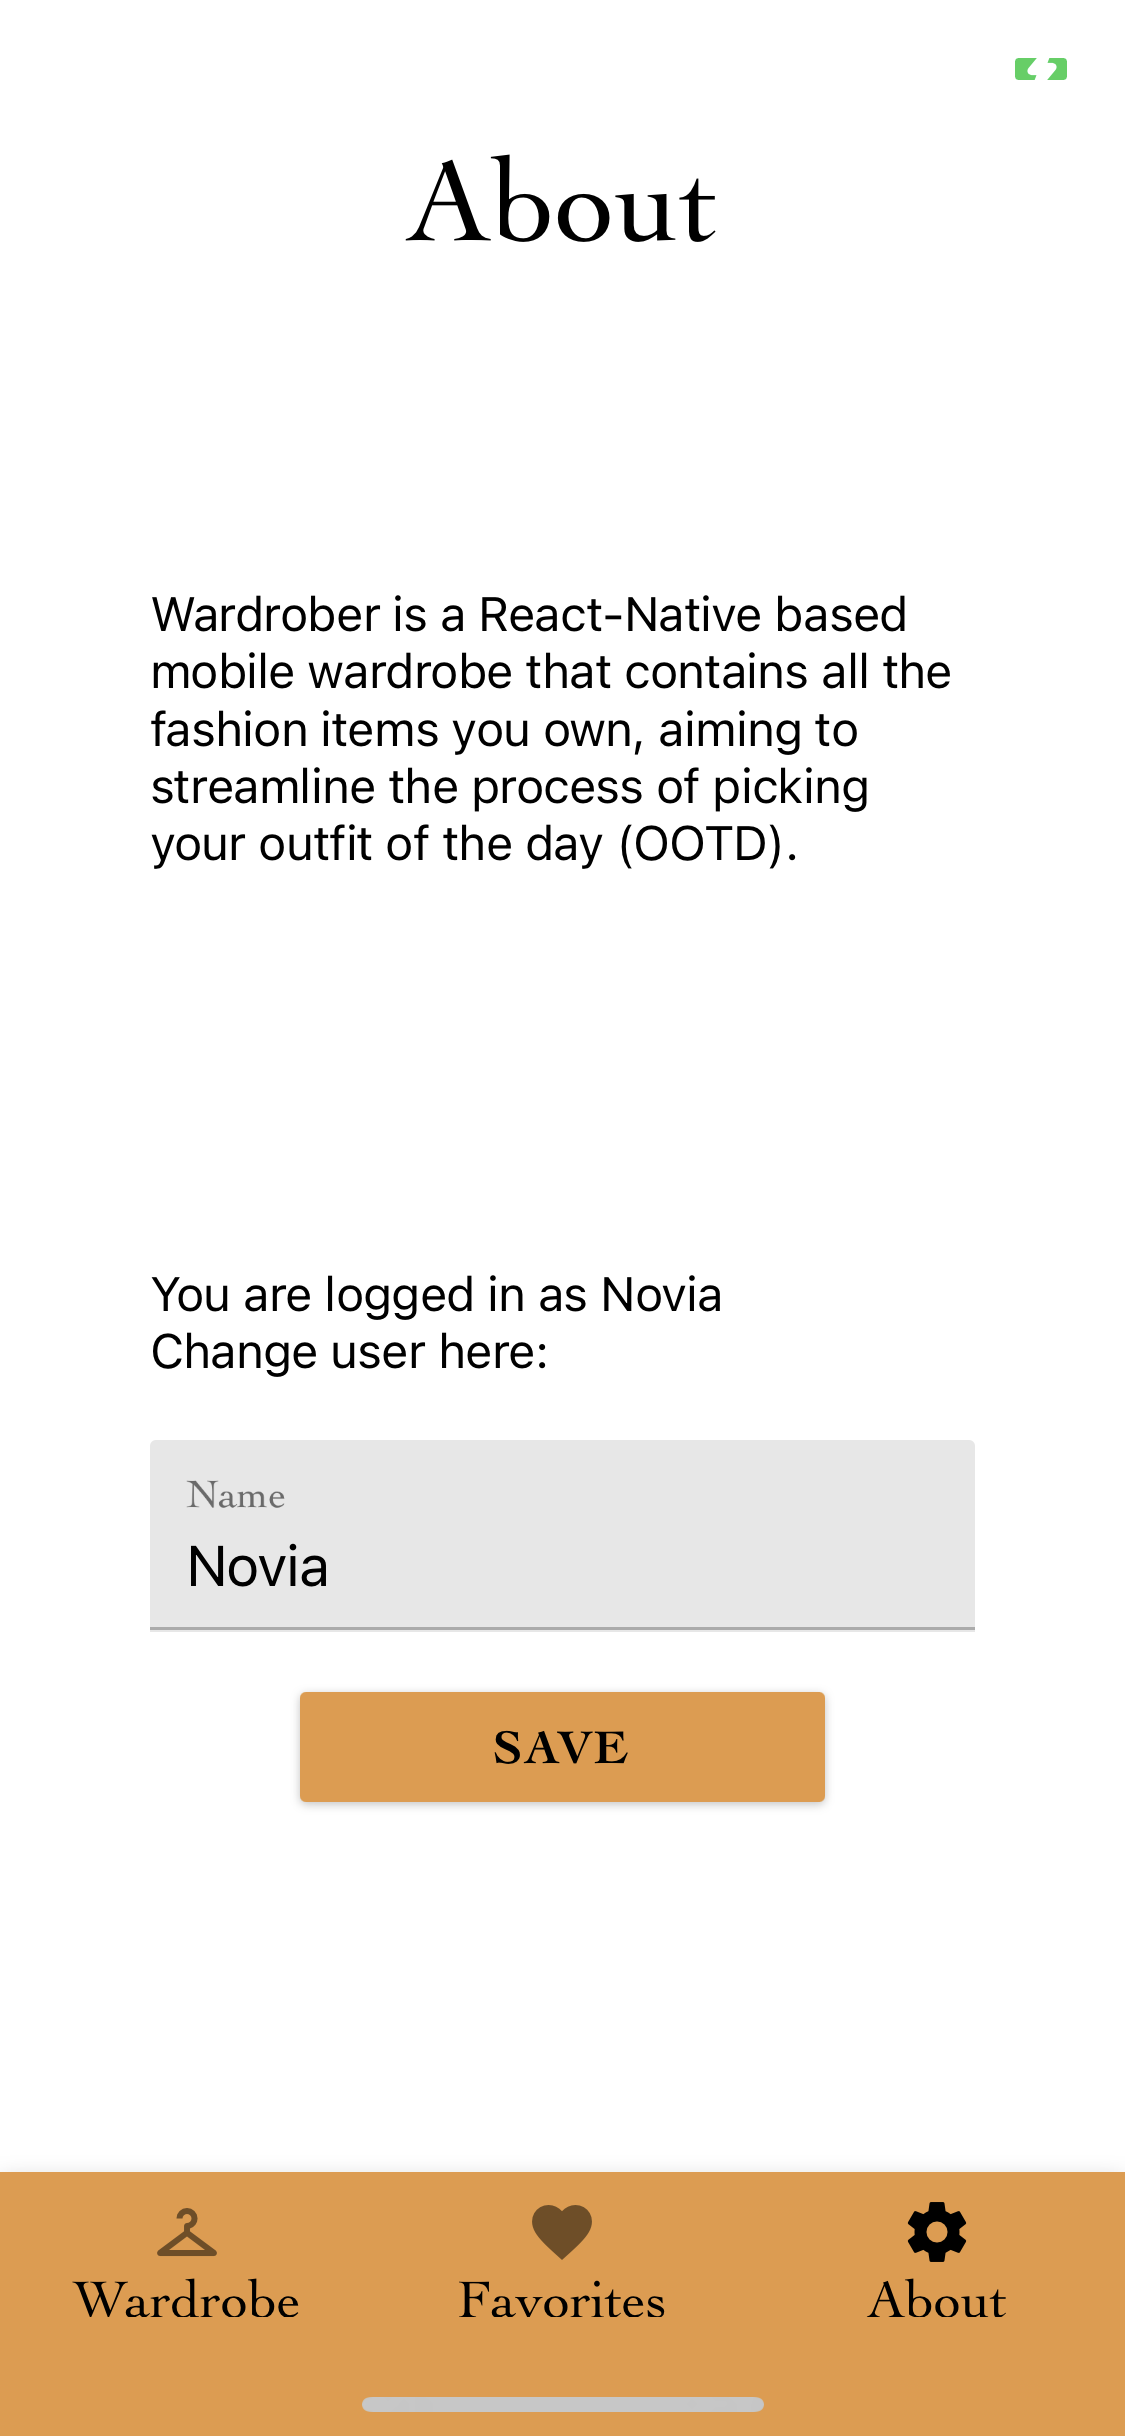 About
Wardrober is a React-Native based
mobile wardrobe that contains all the
fashion items you own, aiming to
streamline the process of picking
your outfit of the day (OOTD).
You are logged in as Novia
Change user here:
Name
Novia
SAVE
Wardrobe
Favorites
About